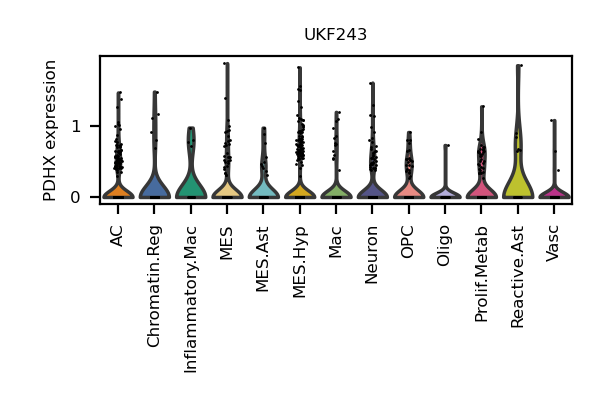 UKF243
PDHX expression
1
0
AC
Chromatin.Reg
Inflammatory.Mac
MES
MES.Ast
MES.Hyp
Mac
Neuron
OPC
Oligo
Prolif.Metab
Reactive.Ast
Vasc